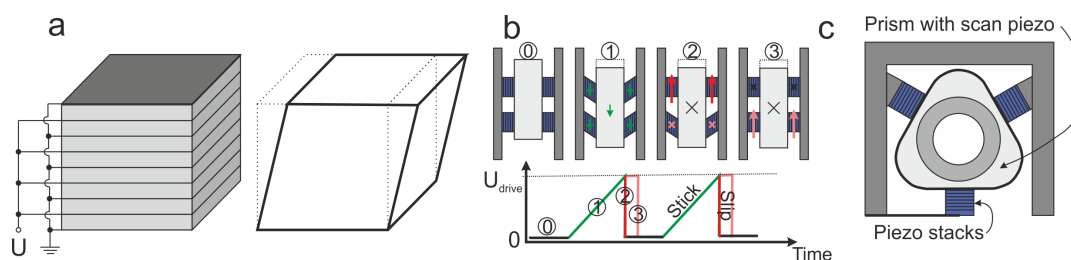 a
U
b
⓪
①
②
③
U drive
⓪
①
②
③
Stick
Slip
0
Time
c
Prism with scan piezo
Piezo stacks